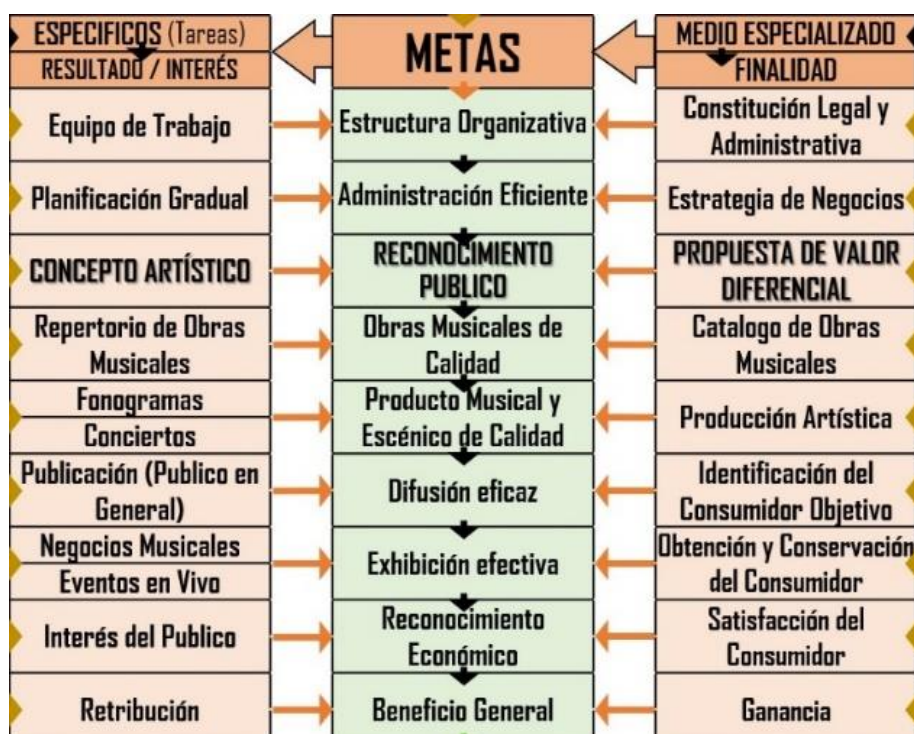 ESPECIFICOS (Tareas)
RESULTADO / INTERÉS
METAS
MEDIO ESPECIALIZADO
FINALIDAD
Equipo de Trabajo
Estructura Organizativa
Constitución Legal y
Administrativa
Planificación Gradual
Administración Eficiente
Estrategia de Negocios
CONCEPTO ARTÍSTICO
RECONOCIMIENTO
PUBLICO
PROPUESTA DE VALOR
DIFERENCIAL
Repertorio de Obras
Musicales
Obras Musicales de
Calidad
Catalogo de Obras
Musicales
Fonogramas
Conciertos
Producto Musical y
Escénico de Calidad
Producción Artística
Publicación (Publico en
General)
Difusión eficaz
Identificación del
Consumidor Objetivo
Negocios Musicales
Eventos en Vivo
Exhibición efectiva
Obtención y Conservación
del Consumidor
Interés del Publico
Reconocimiento
Económico
Satisfacción del
Consumidor
Retribución
Beneficio General
Ganancia